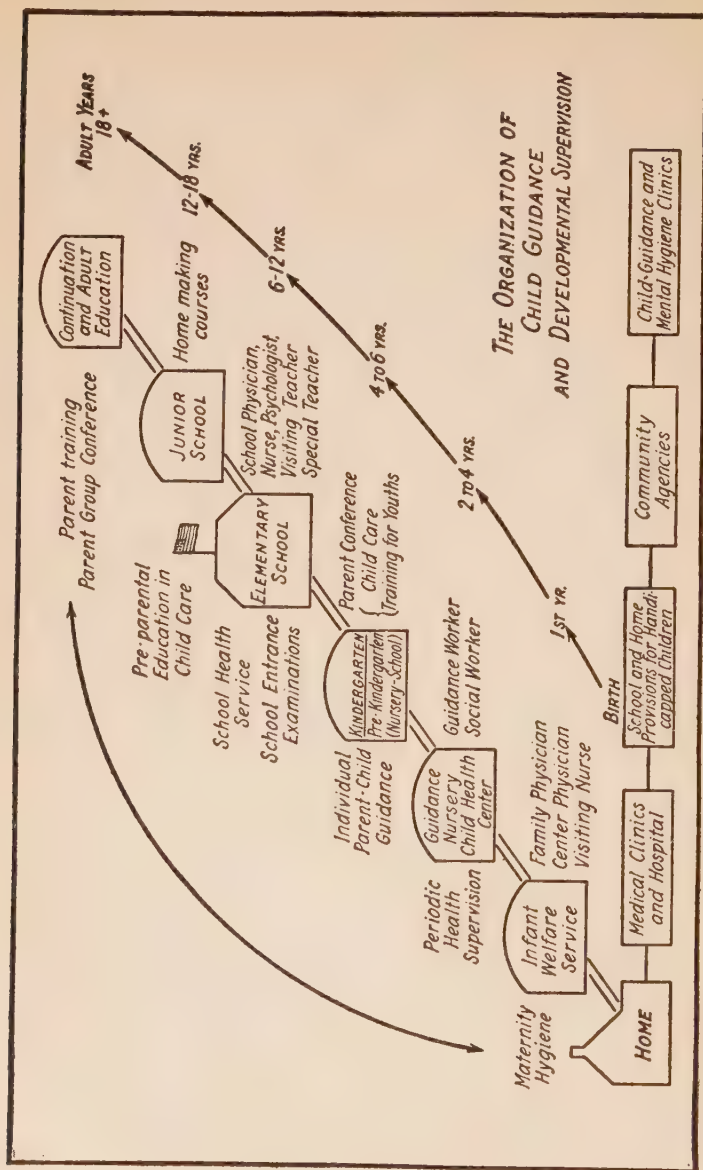 THE ORGANIZATION OF
CHILD GUIDANCE
AND DEVELOPMENTAL SUPERVISION
Parent training
Parent Group Conference
Continuation
and ADULT
Education
ADULT YEARS
18 +
Pre-parental
Education in
Child Care
JUNIOR
SCHOOL
Home making
courses
12-18 YRS.
School Health
Service
School Entrance
Examinations
ELEMENTARY
SCHOOL
School Physician,
Nurse, Psychologist,
Visiting Teacher
Special Teacher
6-12 YRS.
Individual
Parent-Child
Guidance
KINDERGARTEN
Pre-Kindergarten
(Nursery-School)
Parent Conference
Child Care
Training for Youths
4 TO 6 YRS.
Periodic
Health
Supervision
Guidance
Nursery
Child Health
Center
Guidance Worker
Social Worker
2 TO 4 YRS.
Maternity
Hygiene
Infant
Welfare
Service
Family Physician
Center Physician
Visiting Nurse
1ST YR.
BIRTH
HOME
Medical Clinics
and Hospital
School and Home
Provisions for Handi-
capped Children
Community
Agencies
Child-Guidance and
Mental Hygiene Clinics